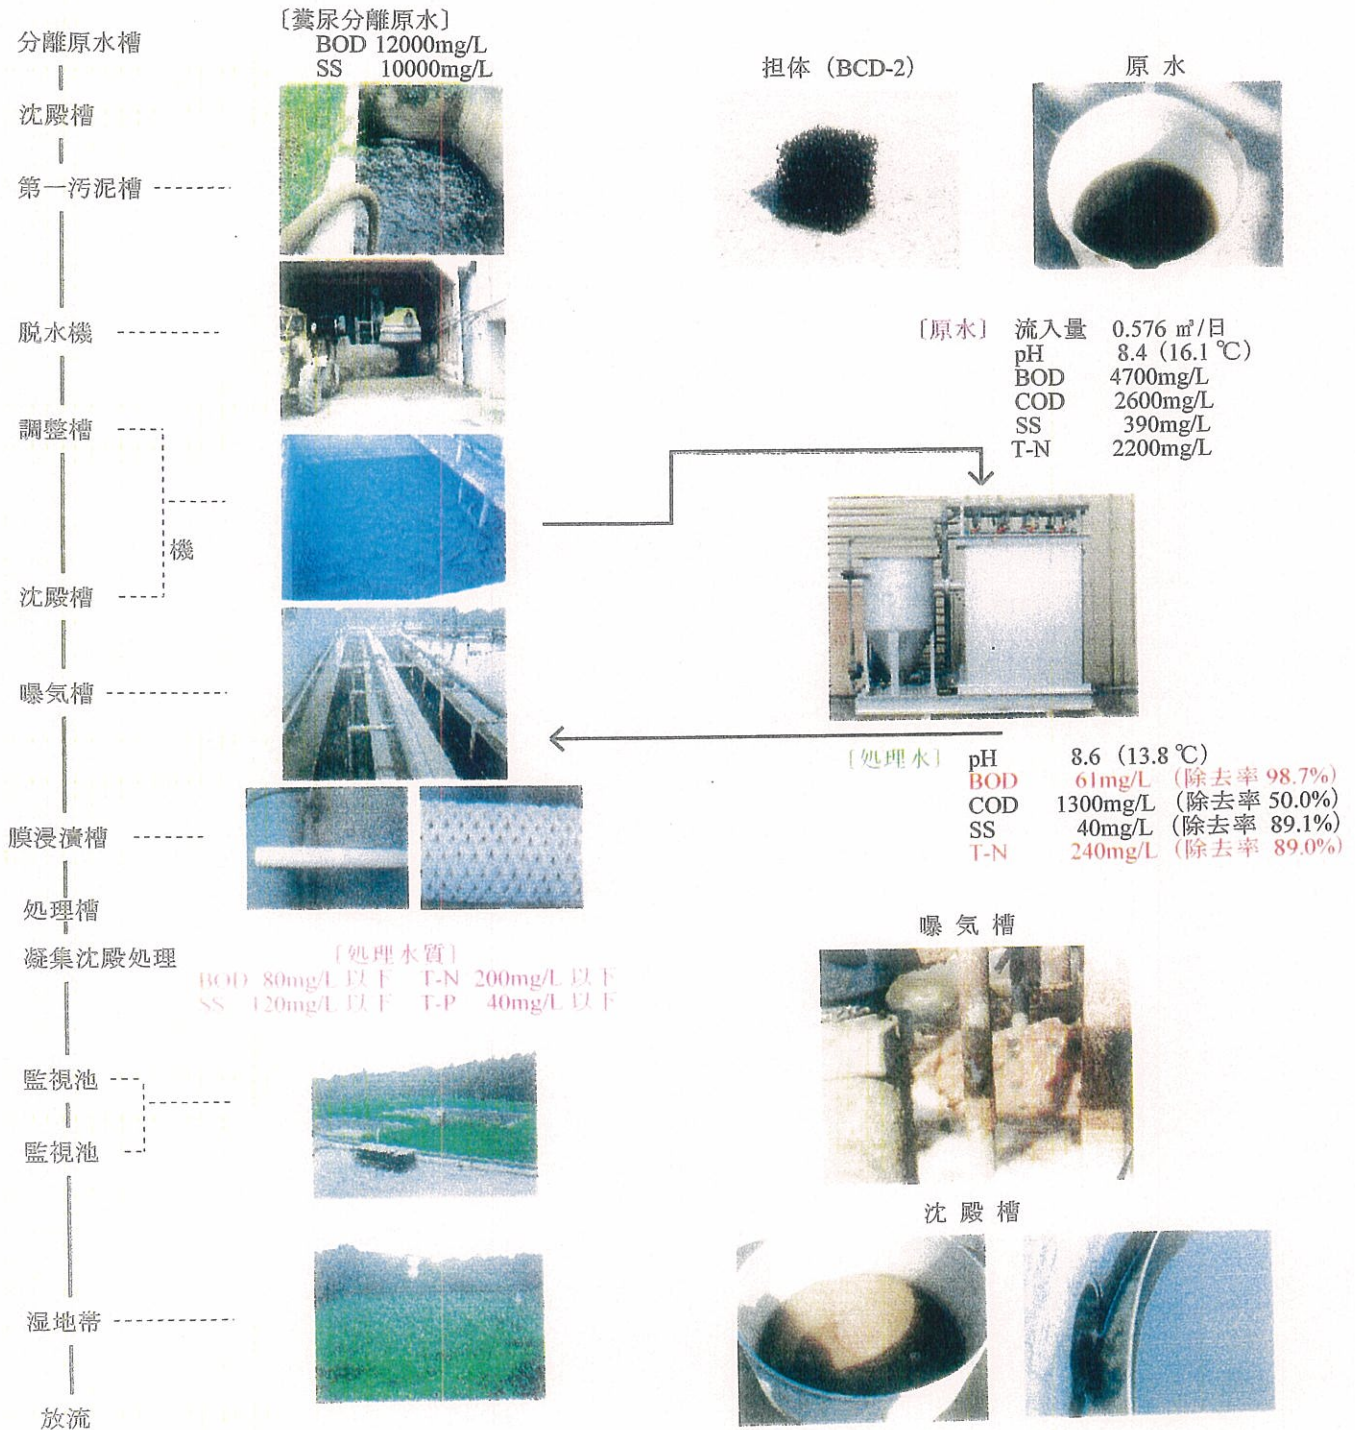 〔糞尿分離原水〕
BOD 12000mg/L
SS 10000mg/L
分離原水槽
沈殿槽
第一汚泥槽
脱水機
調整槽
機
沈殿槽
曝気槽
膜浸漬槽
処理槽
凝集沈殿処理
〔処理水質〕
BOD 80mg/L 以下 T-N 200mg/L 以下
SS 120mg/L 以下 T-P 40mg/L 以下
監視池
監視池
湿地帯
放流
担体（BCD-2）
原 水
〔原水〕 流入量 0.576 ㎥/日
pH 8.4（16.1 ℃）
BOD 4700mg/L
COD 2600mg/L
SS 390mg/L
T-N 2200mg/L
〔処理水〕 pH 8.6（13.8 ℃）
BOD 61mg/L （除去率 98.7%）
COD 1300mg/L （除去率 50.0%）
SS 40mg/L （除去率 89.1%）
T-N 240mg/L （除去率 89.0%）
曝 気 槽
沈 殿 槽